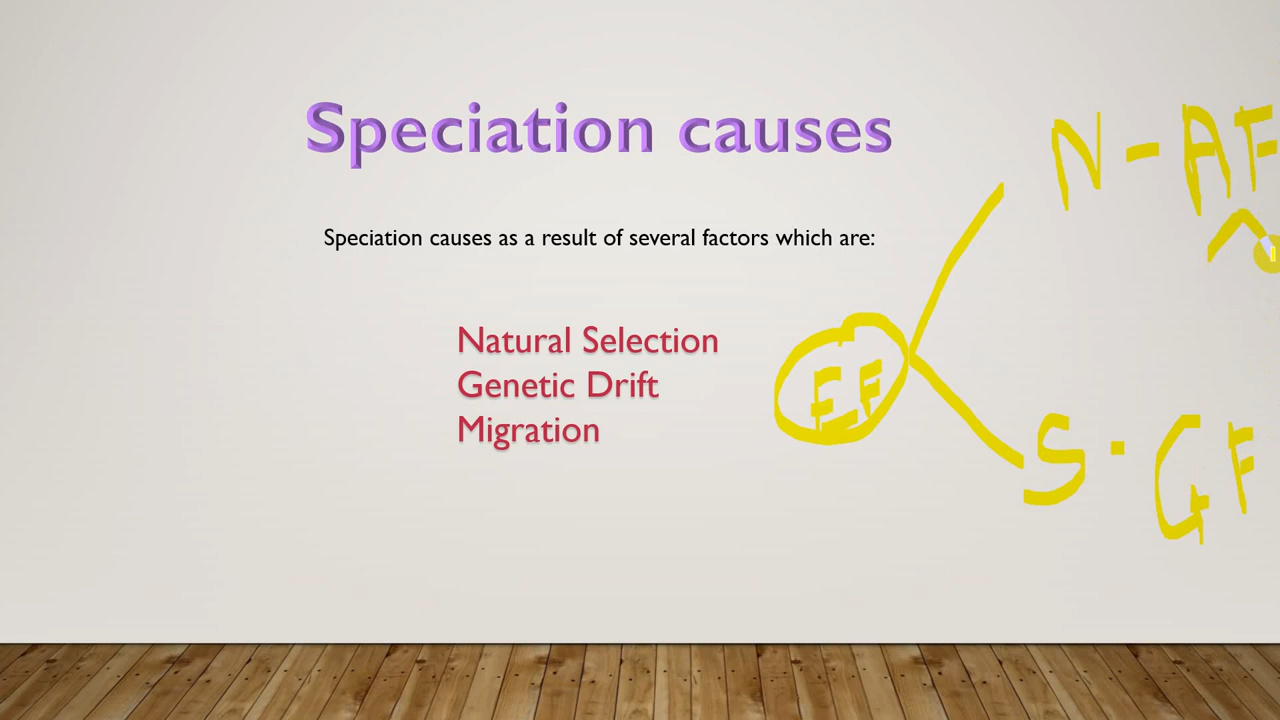 Speciation causes
Speciation causes as a result of several factors which are:
Natural Selection
Genetic Drift
Migration
N - AF
EF
S. GF